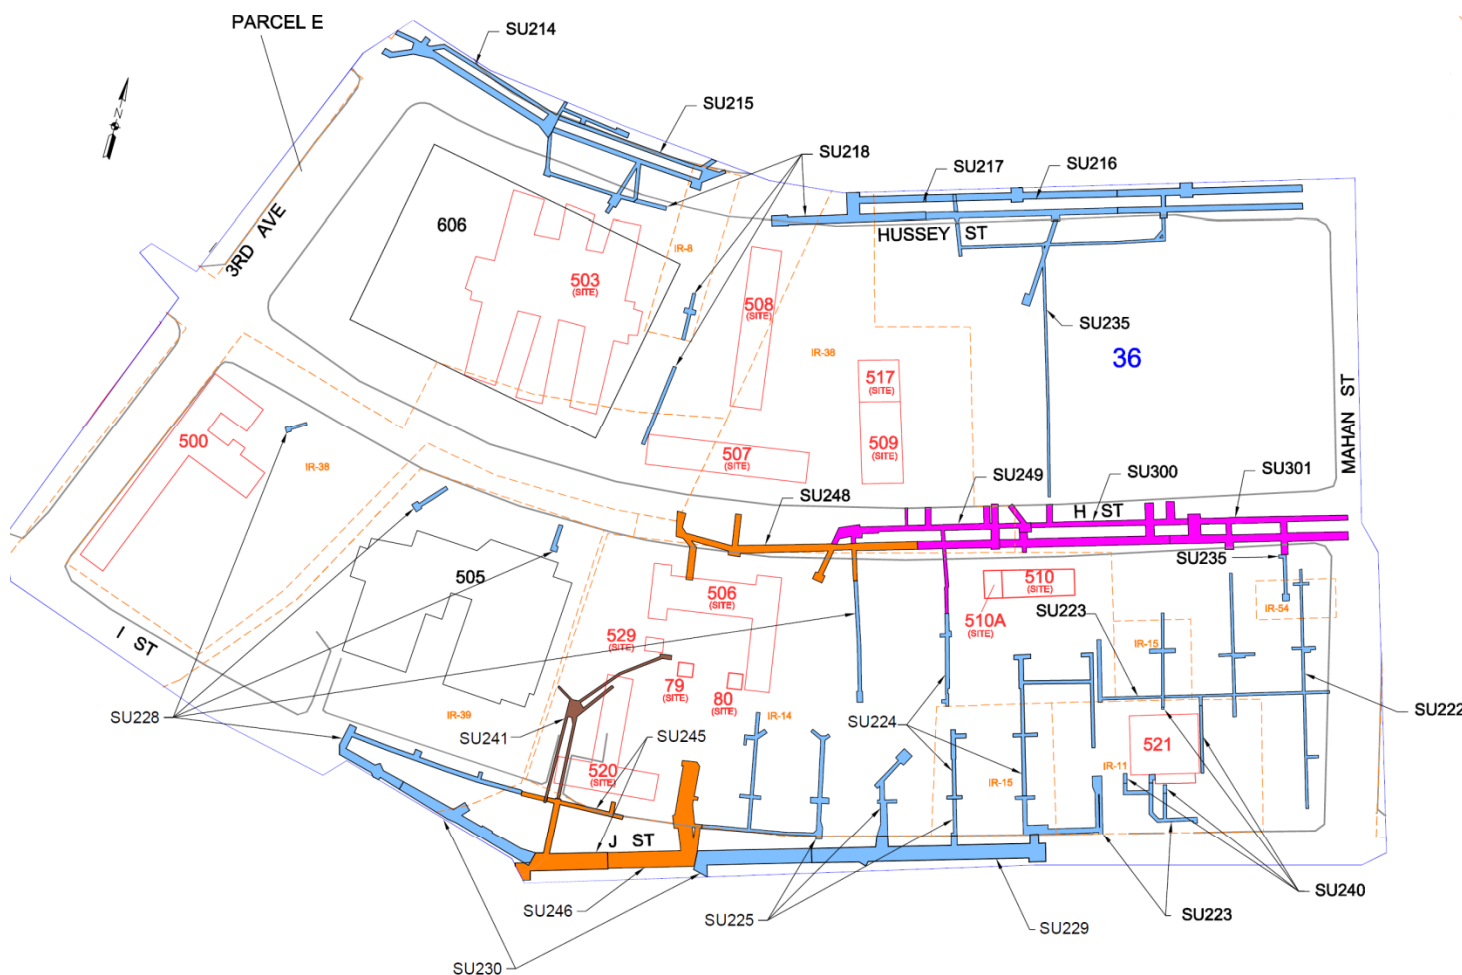 PARCEL E
SU214
N
SU215
SU218
SU217
SU216
3RD AVE
606
HUSSEY ST
IR-8
503
(SITE)
508
(SITE)
SU235
IR-38
36
517
(SITE)
MAHAN ST
500
509
(SITE)
507
(SITE)
IR-38
SU248
SU249
SU300
SU301
H ST
SU235
505
506
(SITE)
510
(SITE)
SU223
IR-54
510A
(SITE)
529
(SITE)
I ST
IR-15
79
(SITE)
80
(SITE)
SU228
IR-39
IR-14
SU224
SU222
SU241
SU245
521
520
(SITE)
IR-15
IR-11
J ST
SU240
SU246
SU225
SU223
SU229
SU230